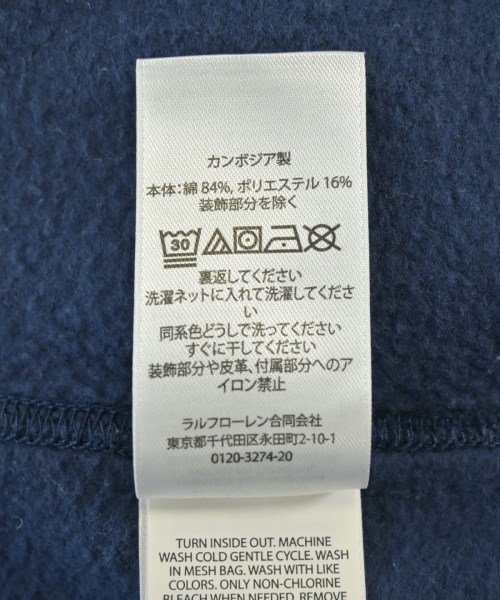 カンボジア製
本体：綿 84%, ポリエステル 16%
装飾部分を除く
30
裏返してください
洗濯ネットに入れて洗濯してくださ
い
同系色どうしで洗ってください
すぐに干してください
装飾部分や皮革、付属部分へのア
イロン禁止
ラルフローレン合同会社
東京都千代田区永田町2-10-1
0120-3274-20
TURN INSIDE OUT. MACHINE
WASH COLD GENTLE CYCLE. WASH
IN MESH BAG. WASH WITH LIKE
COLORS. ONLY NON-CHLORINE
BLEACH WHEN NEEDED. REMOVE